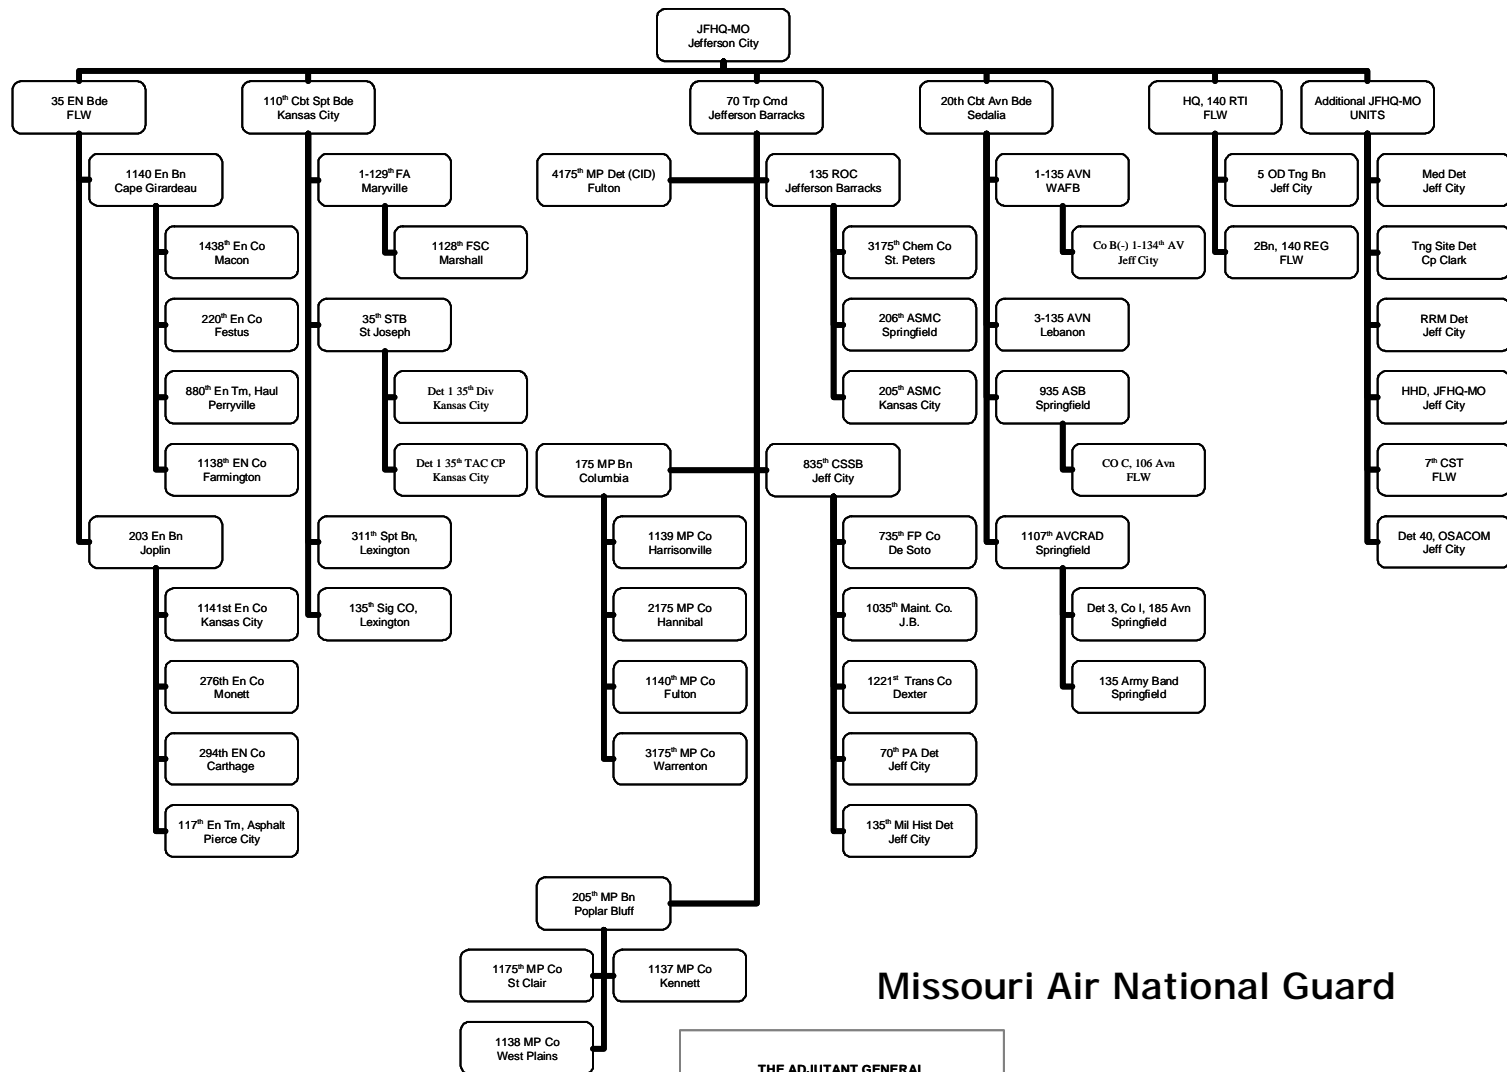 JFHQ-MO
Jefferson City
35 EN Bde
FLW
110th Cbt Spt Bde
Kansas City
70 Trp Cmd
Jefferson Barracks
20th Cbt Avn Bde
Sedalia
HQ, 140 RTI
FLW
Additional JFHQ-MO
UNITS
1140 En Bn
Cape Girardeau
1438th En Co
Macon
220th En Co
Festus
880th En Tm, Haul
Perryville
1138th EN Co
Farmington
203 En Bn
Joplin
1141st En Co
Kansas City
276th En Co
Monett
294th EN Co
Carthage
117th En Tm, Asphalt
Pierce City
1-129th FA
Maryville
1128th FSC
Marshall
35th STB
St Joseph
Det 1 35th Div
Kansas City
Det 1 35th TAC CP
Kansas City
311th Spt Bn,
Lexington
135th Sig CO,
Lexington
4175th MP Det (CID)
Fulton
135 ROC
Jefferson Barracks
3175th Chem Co
St. Peters
206th ASMC
Springfield
205th ASMC
Kansas City
175 MP Bn
Columbia
1139 MP Co
Harrisonville
2175 MP Co
Hannibal
1140th MP Co
Fulton
3175th MP Co
Warrenton
835th CSSB
Jeff City
735th FP Co
De Soto
1035th Maint. Co.
J.B.
1221st Trans Co
Dexter
70th PA Det
Jeff City
135th Mil Hist Det
Jeff City
205th MP Bn
Poplar Bluff
1175th MP Co
St Clair
1137 MP Co
Kennett
1138 MP Co
West Plains
1-135 AVN
WAFB
Co B(-) 1-134th AV
Jeff City
3-135 AVN
Lebanon
935 ASB
Springfield
CO C, 106 Avn
FLW
1107th AVCRAD
Springfield
Det 3, Co I, 185 Avn
Springfield
135 Army Band
Springfield
5 OD Tng Bn
Jeff City
2Bn, 140 REG
FLW
Med Det
Jeff City
Tng Site Det
Cp Clark
RRM Det
Jeff City
HHD, JFHQ-MO
Jeff City
7th CST
FLW
Det 40, OSACOM
Jeff City
Missouri Air National Guard
THE ADJUTANT GENERAL